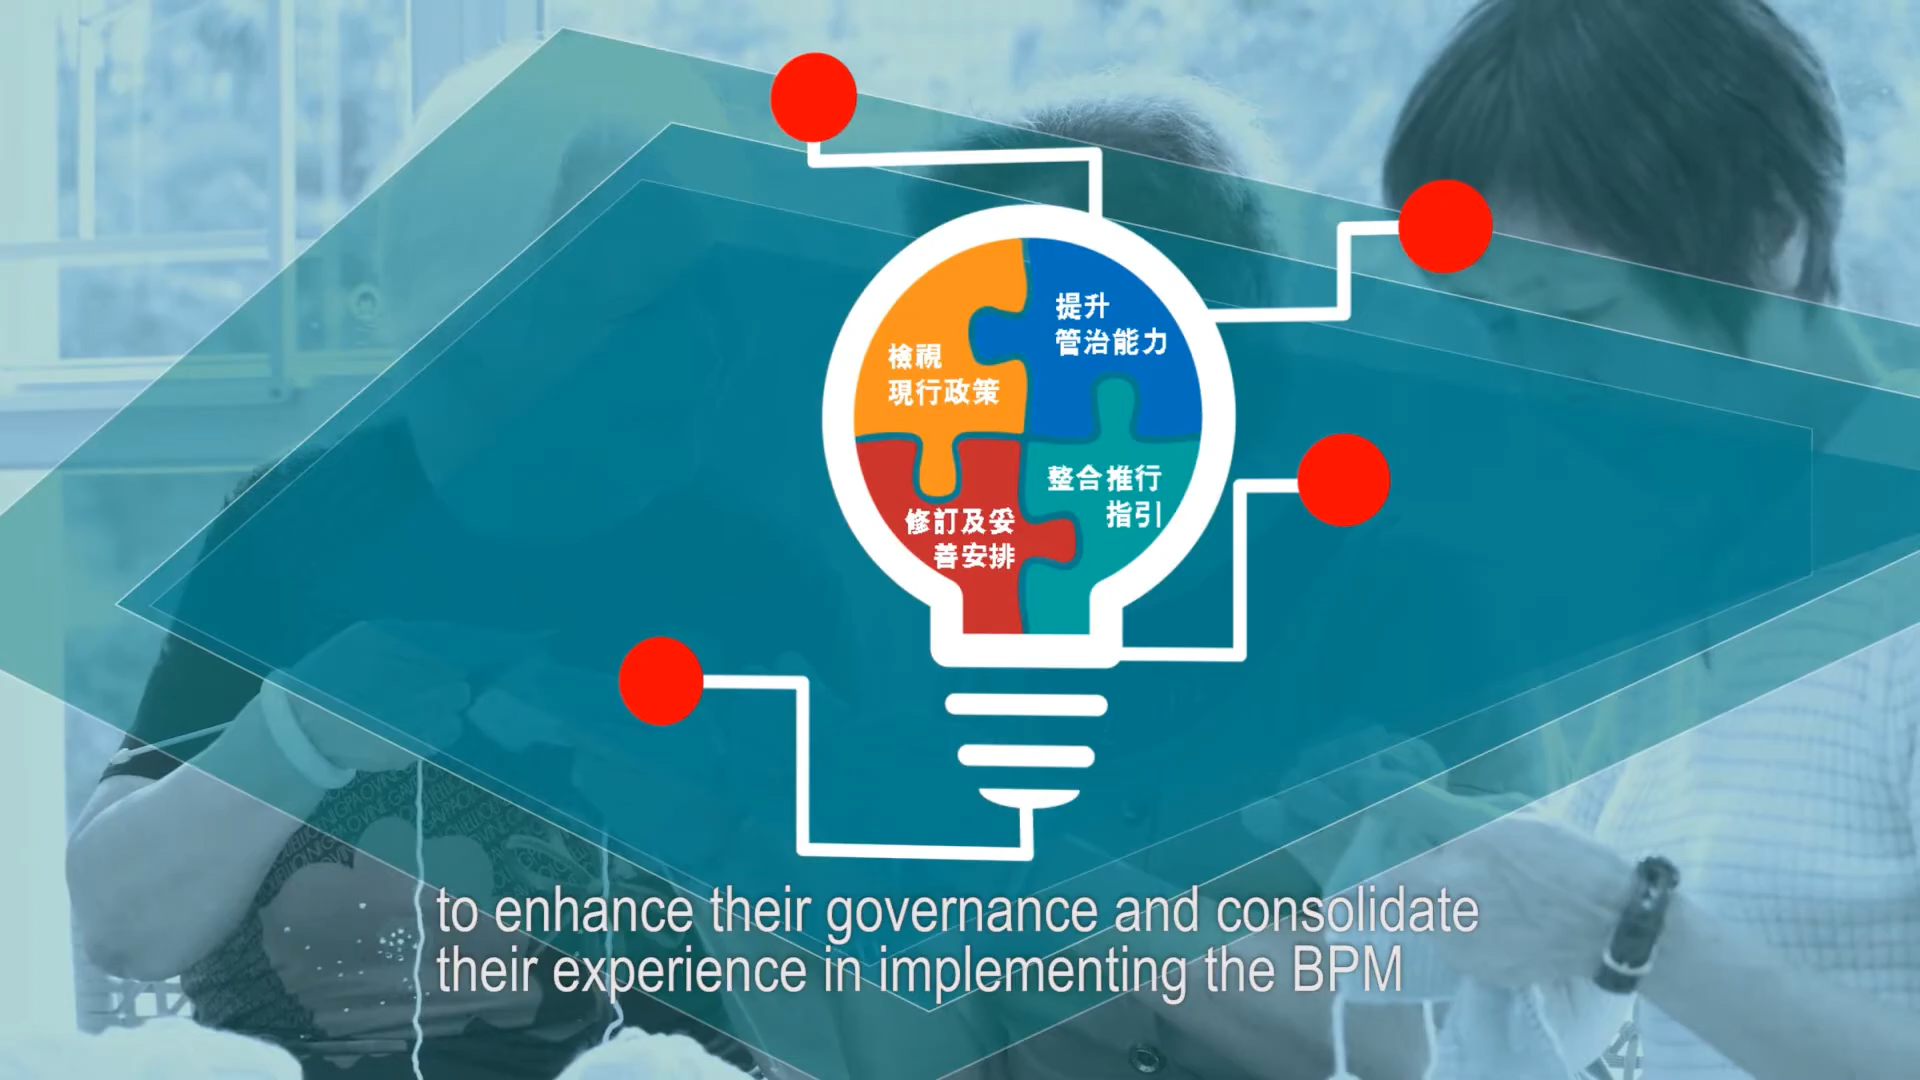 提升
管治能力
檢視
現行政策
整合推行
指引
修訂及妥
善安排
to enhance their governance and consolidate
their experience in implementing the BPM